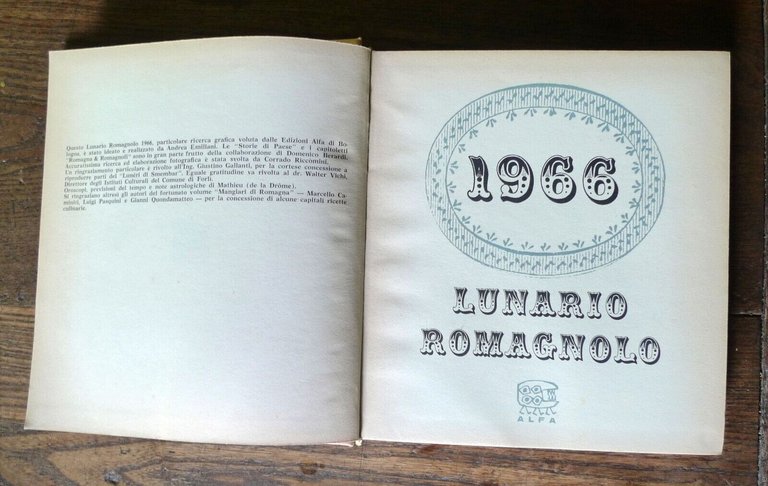 Questo Lunario Romagnolo 1966, particolare ricerca grafica voluta dalle Edizioni Alfa di Bo-
logna, è stato ideato e realizzato da Andrea Emiliani. Le "Storie di Paese" e i capitoletti
"Romagna & Romagnoli" sono in gran parte frutto della collaborazione di Domenico Berardi.
Accuratissima ricerca ed elaborazione fotografica è stata svolta da Corrado Riccòmini.
Un ringraziamento particolare è rivolto all'Ing. Giustino Gallanti, per la cortese concessione a
riprodurre parti del "Lunéri di Smembar". Eguale gratitudine va rivolta al dr. Walter Vichi,
Direttore degli Istituti Culturali del Comune di Forlì.
Oroscopi, previsioni del tempo e note astrologiche di Mathieu (de la Drôme).
Si ringraziano altresì gli autori del fortunato volume "Mangiari di Romagna" — Marcello Ca-
miniti, Luigi Pasquini e Gianni Quondamatteo — per la concessione di alcune capitali ricette
culinarie.
1966
LUNARIO
ROMAGNOLO
ALFA